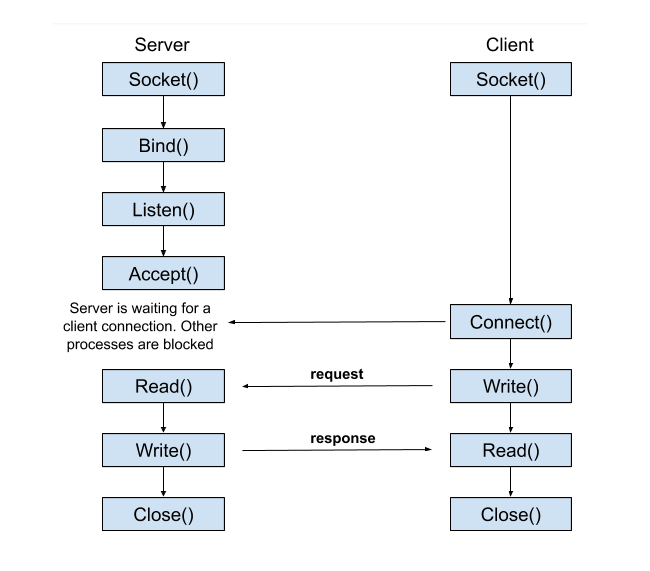 Server
Client
Socket()
Socket()
Bind()
Listen()
Accept()
Server is waiting for a
client connection. Other
processes are blocked
Connect()
Read()
request
Write()
Write()
response
Read()
Close()
Close()